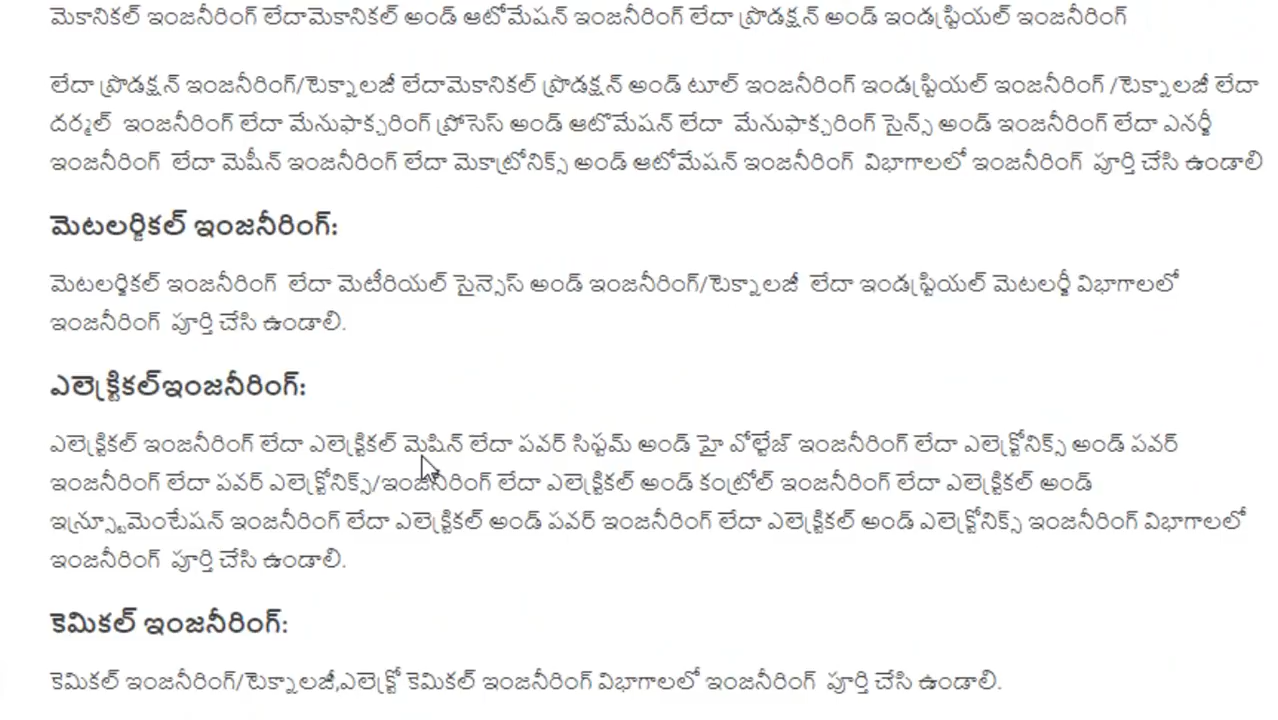 మెకానికల్ ఇంజనీరింగ్ లేదామెకానికల్ అండ్ ఆటోమేషన్ ఇంజనీరింగ్ లేదా ప్రొడక్షన్ అండ్ ఇండస్ట్రియల్ ఇంజనీరింగ్
లేదా ప్రొడక్షన్ ఇంజనీరింగ్/టెక్నాలజీ లేదామెకానికల్ ప్రొడక్షన్ అండ్ టూల్ ఇంజనీరింగ్ ఇండస్ట్రియల్ ఇంజనీరింగ్ /టెక్నాలజీ లేదా
దర్మల్ ఇంజనీరింగ్ లేదా మేనుఫాక్చరింగ్ ప్రోసెస్ అండ్ ఆటొమేషన్ లేదా మేనుఫాక్చరింగ్ సైన్స్ అండ్ ఇంజనీరింగ్ లేదా ఎనర్జీ
ఇంజనీరింగ్ లేదా మెషీన్ ఇంజనీరింగ్ లేదా మెకాట్రోనిక్స్ అండ్ ఆటోమేషన్ ఇంజనీరింగ్ విభాగాలలో ఇంజనీరింగ్ పూర్తి చేసి ఉండాలి
మెటలర్జికల్ ఇంజనీరింగ్:
మెటలర్జికల్ ఇంజనీరింగ్ లేదా మెటీరియల్ సైన్సెస్ అండ్ ఇంజనీరింగ్/టెక్నాలజీ లేదా ఇండస్ట్రియల్ మెటలర్జీ విభాగాలలో
ఇంజనీరింగ్ పూర్తి చేసి ఉండాలి.
ఎలెక్ట్రికల్ఇంజనీరింగ్:
ఎలెక్ట్రికల్ ఇంజనీరింగ్ లేదా ఎలెక్ట్రికల్ మెషిన్ లేదా పవర్ సిస్టమ్ అండ్ హై వోల్టేజ్ ఇంజనీరింగ్ లేదా ఎలెక్ట్రోనిక్స్ అండ్ పవర్
ఇంజనీరింగ్ లేదా పవర్ ఎలెక్ట్రోనిక్స్/ఇంజనీరింగ్ లేదా ఎలెక్ట్రికల్ అండ్ కంట్రోల్ ఇంజనీరింగ్ లేదా ఎలెక్ట్రికల్ అండ్
ఇన్స్ట్రూమెంటేషన్ ఇంజనీరింగ్ లేదా ఎలెక్ట్రికల్ అండ్ పవర్ ఇంజనీరింగ్ లేదా ఎలెక్ట్రికల్ అండ్ ఎలెక్ట్రోనిక్స్ ఇంజనీరింగ్ విభాగాలలో
ఇంజనీరింగ్ పూర్తి చేసి ఉండాలి.
కెమికల్ ఇంజనీరింగ్:
కెమికల్ ఇంజనీరింగ్/టెక్నాలజీ,ఎలెక్ట్రో కెమికల్ ఇంజనీరింగ్ విభాగాలలో ఇంజనీరింగ్ పూర్తి చేసి ఉండాలి.